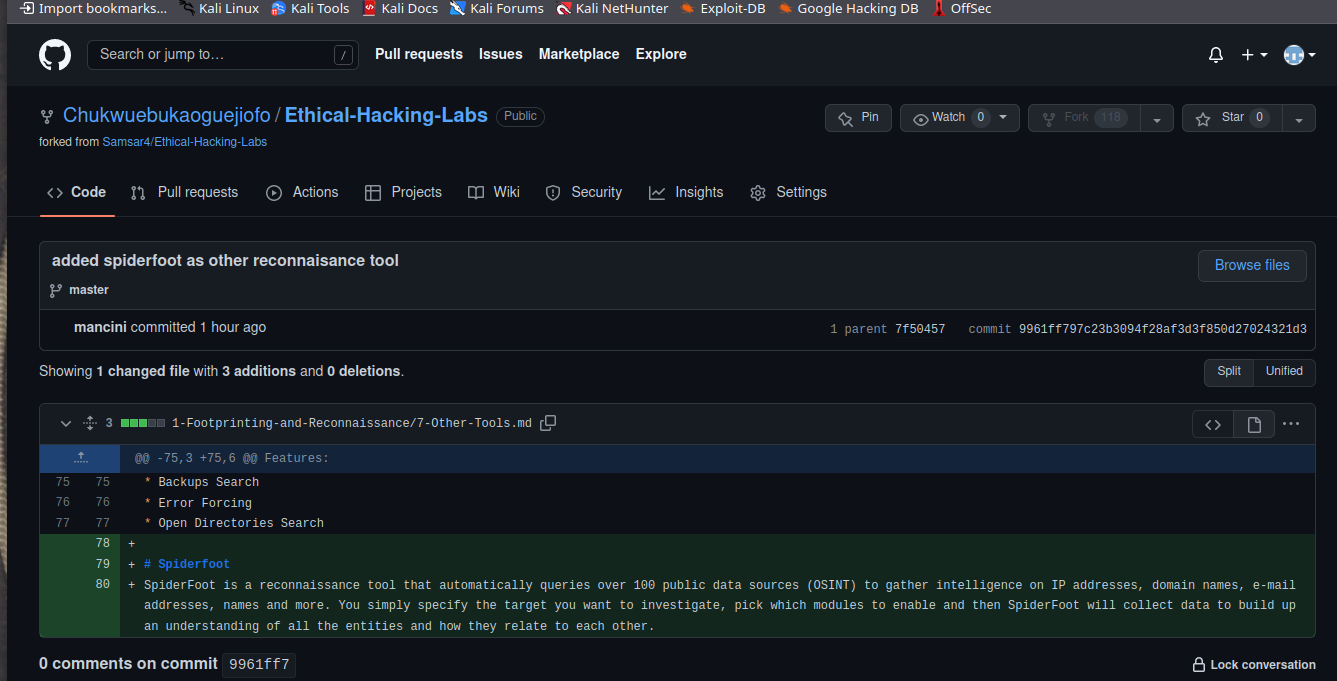 Import bookmarks... Kali Linux Kali Tools Kali Docs Kali Forums Kali NetHunter Exploit-DB Google Hacking DB OffSec
Search or jump to... / Pull requests Issues Marketplace Explore
Chukwuebukaoguejiofo / Ethical-Hacking-Labs Public Pin Watch 0 Fork 118 Star 0
forked from Samsar4/Ethical-Hacking-Labs
<> Code Pull requests Actions Projects Wiki Security Insights Settings
added spiderfoot as other reconnaisance tool Browse files
master
mancini committed 1 hour ago 1 parent 7f50457 commit 9961ff797c23b3094f28af3d3f850d27024321d3
Showing 1 changed file with 3 additions and 0 deletions. Split Unified
3 1-Footprinting-and-Reconnaissance/7-Other-Tools.md <> ...
@@ -75,3 +75,6 @@ Features:
75 75 * Backups Search
76 76 * Error Forcing
77 77 * Open Directories Search
78 +
79 + # Spiderfoot
80 + SpiderFoot is a reconnaissance tool that automatically queries over 100 public data sources (OSINT) to gather intelligence on IP addresses, domain names, e-mail
addresses, names and more. You simply specify the target you want to investigate, pick which modules to enable and then SpiderFoot will collect data to build up
an understanding of all the entities and how they relate to each other.
0 comments on commit 9961ff7 Lock conversation